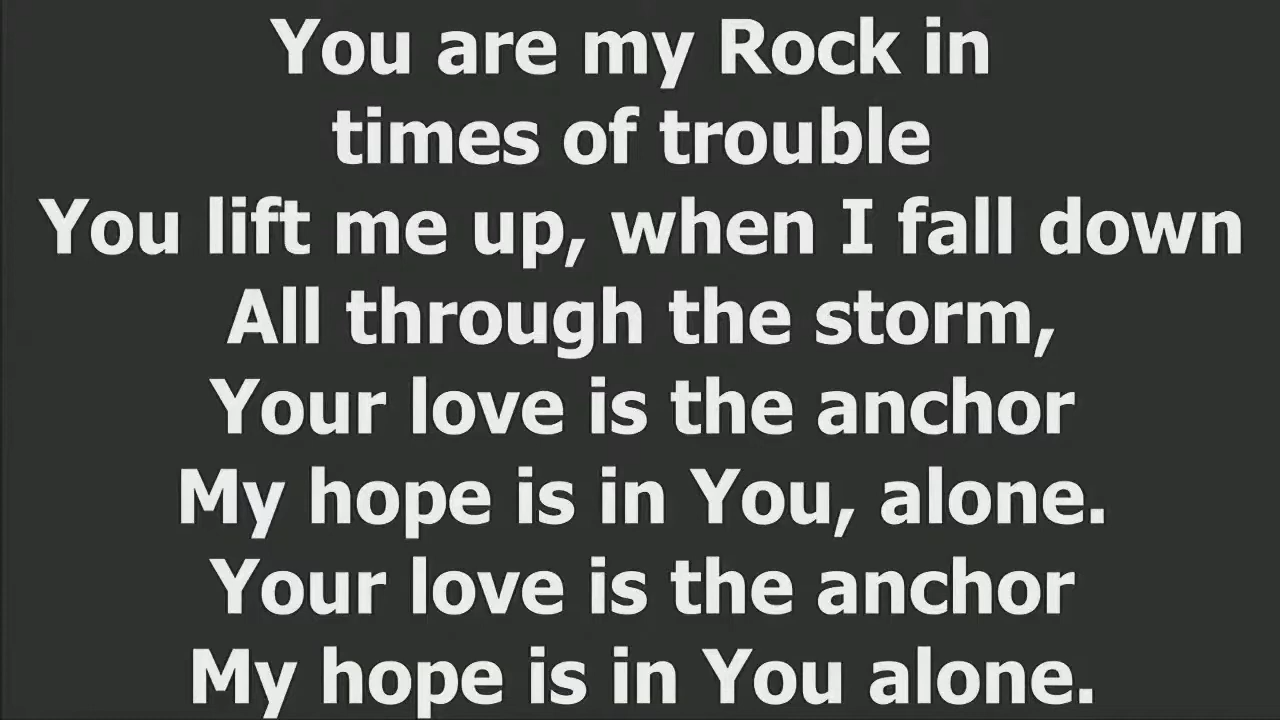 You are my Rock in
times of trouble
You lift me up, when I fall down
All through the storm,
Your love is the anchor
My hope is in You, alone.
Your love is the anchor
My hope is in You alone.